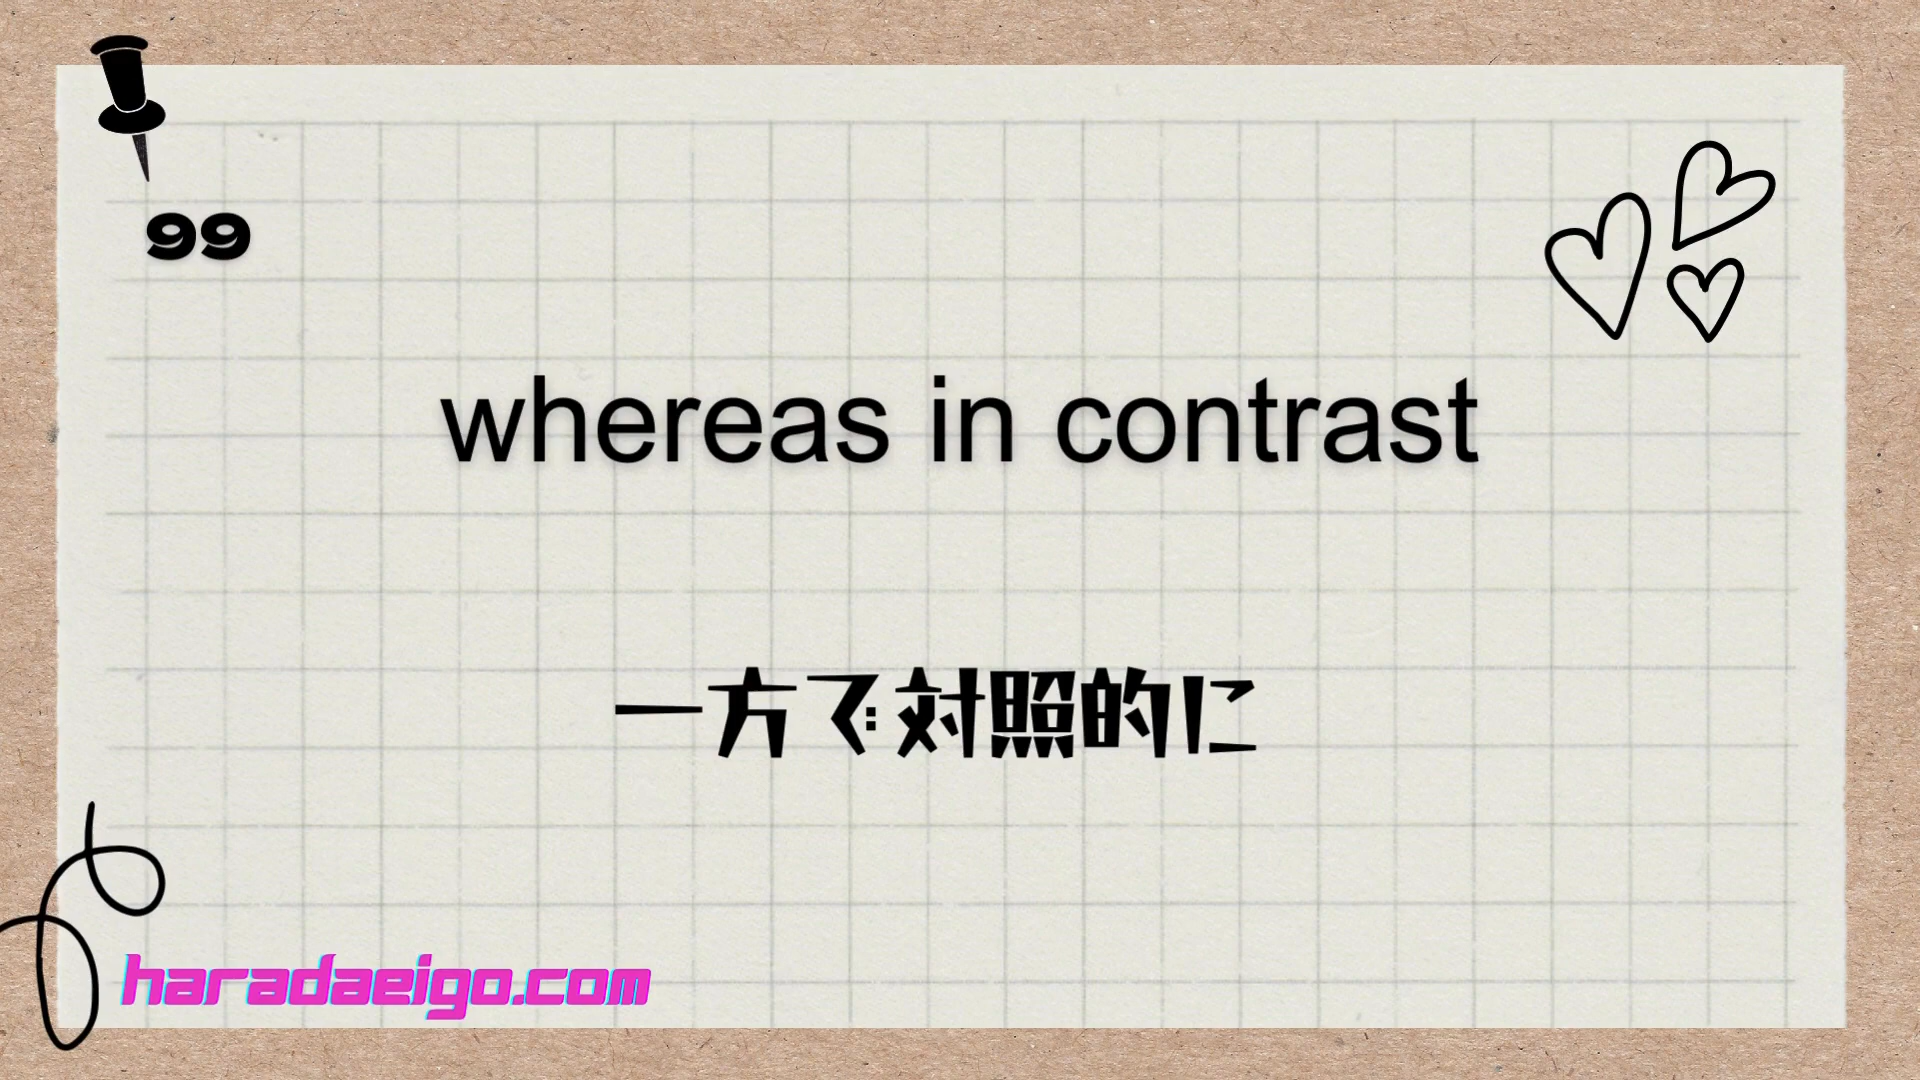 99
whereas in contrast
一方で対照的に
haradaeigo.com